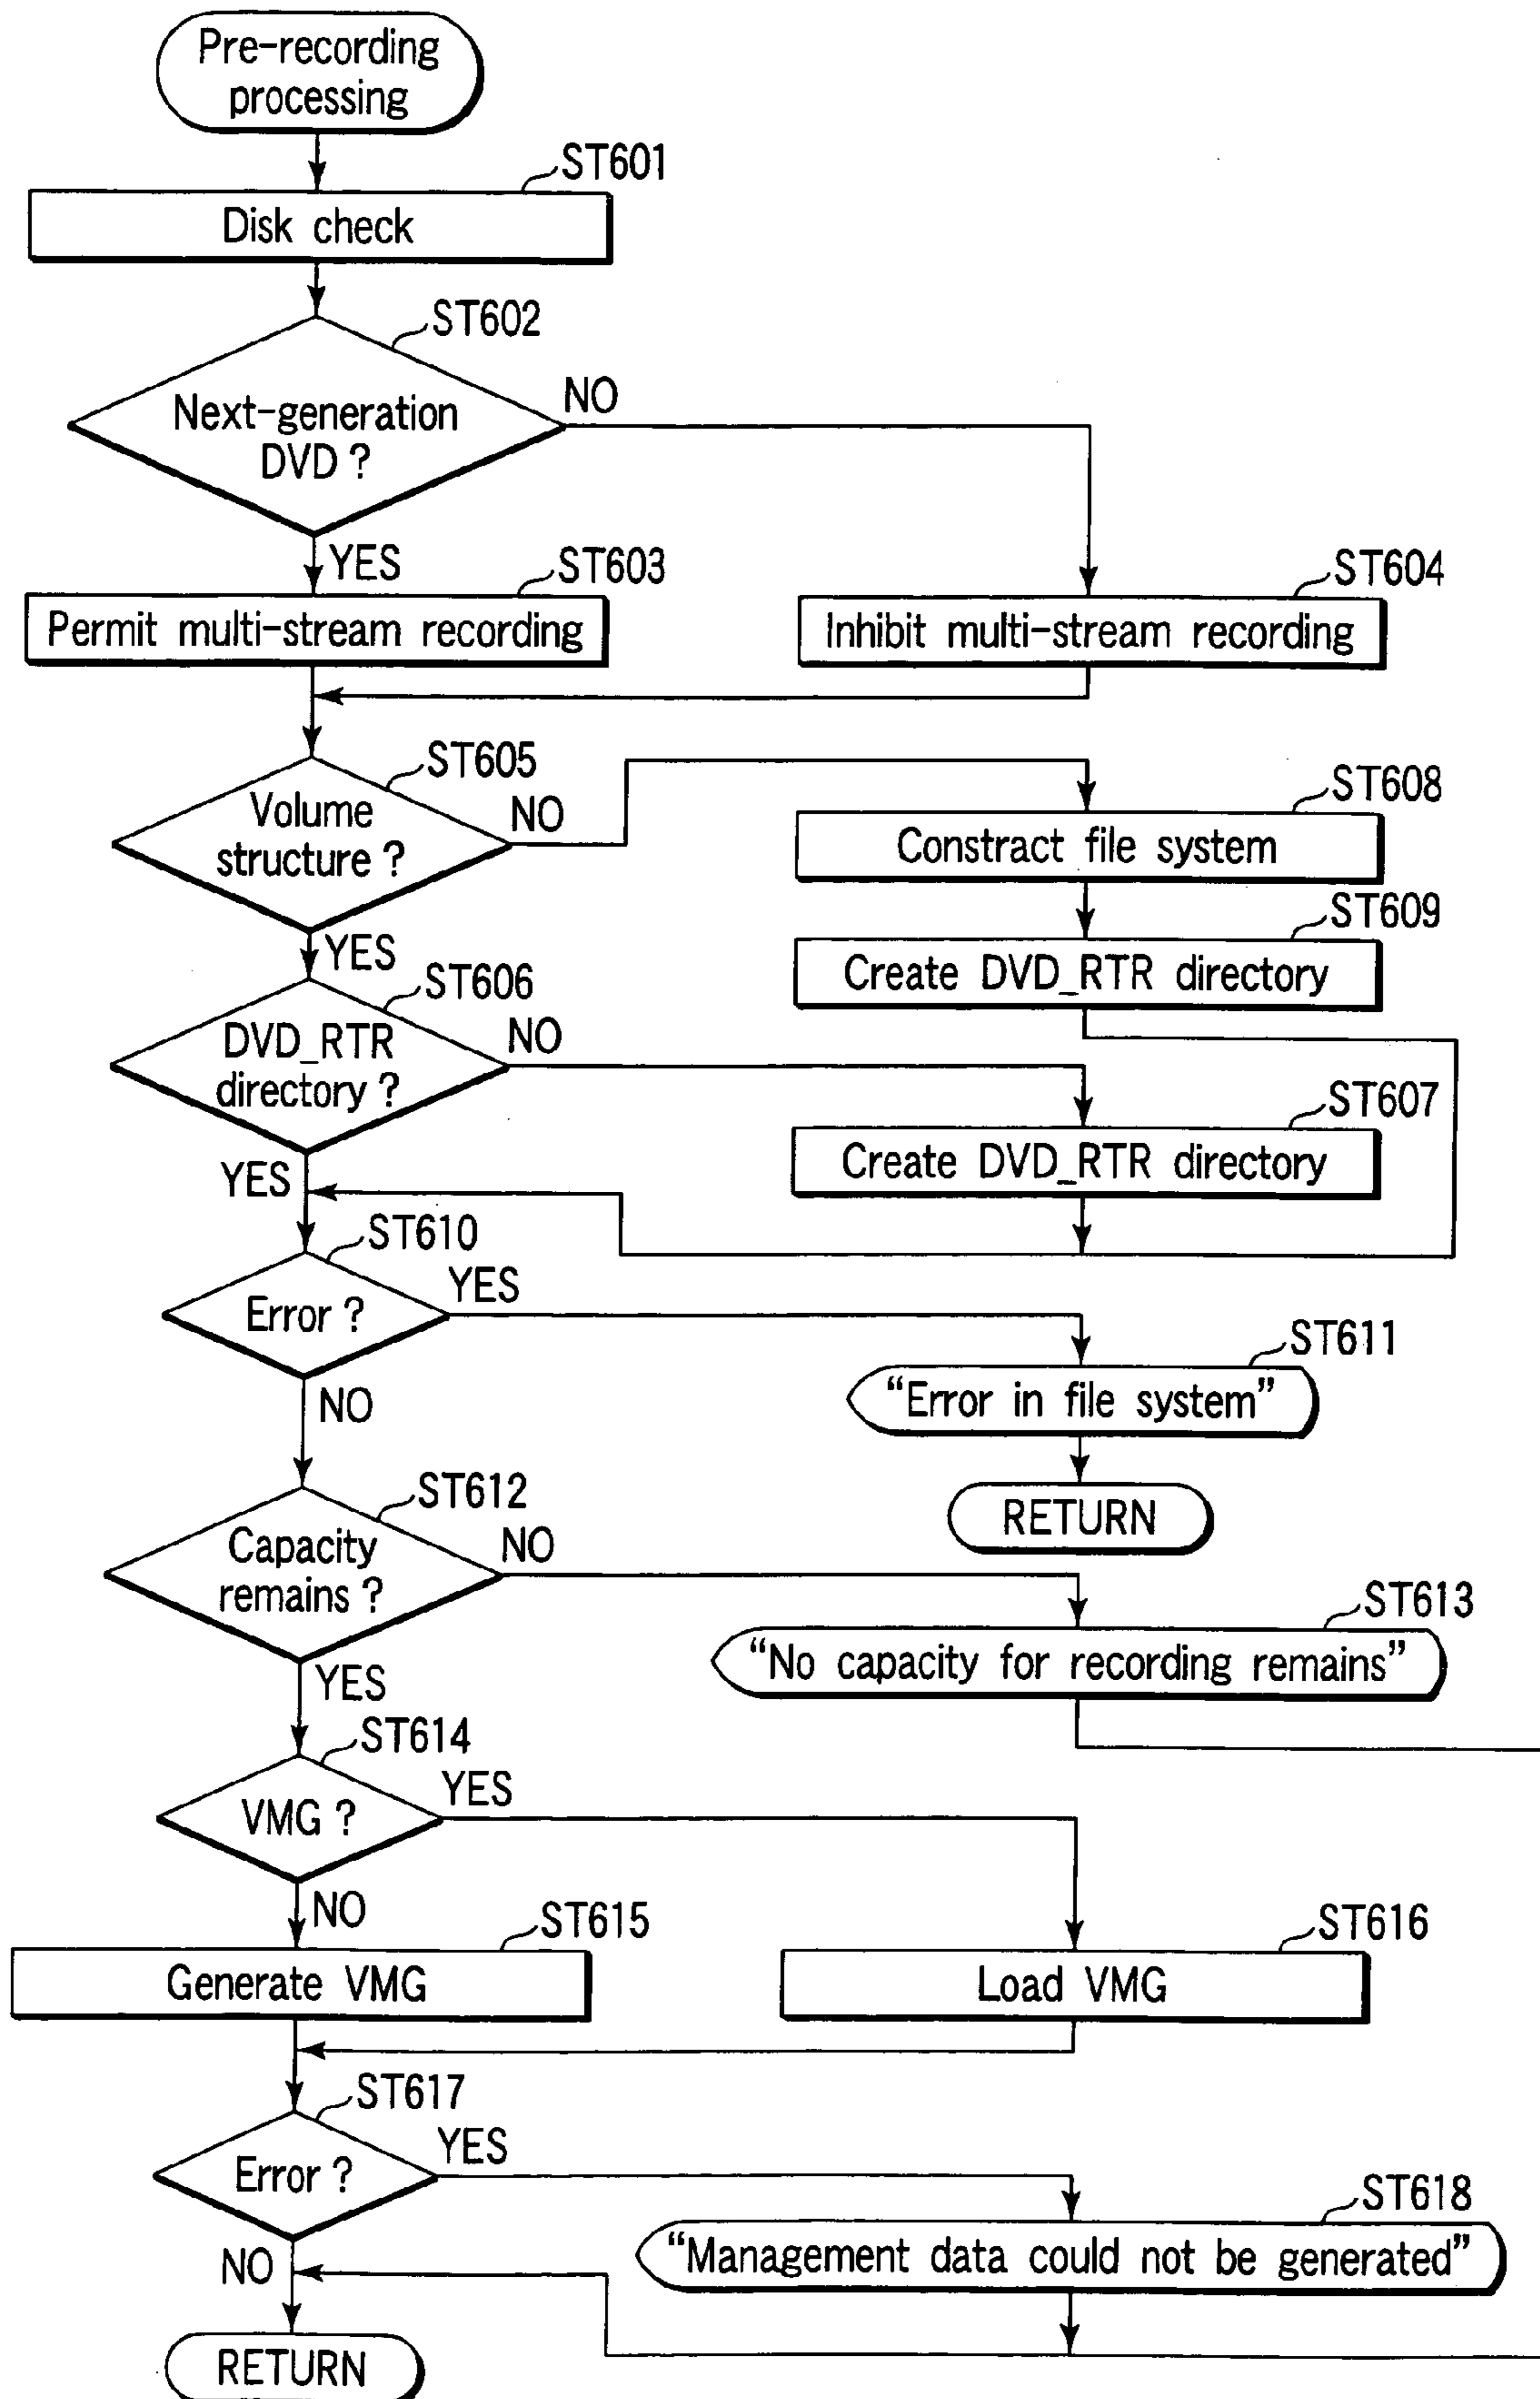 Pre-recording
processing
ST601
Disk check
ST602
Next-generation
DVD ?
NO
YES
ST603
Permit multi-stream recording
ST604
Inhibit multi-stream recording
ST605
Volume
structure ?
NO
YES
ST608
Constract file system
ST609
Create DVD_RTR directory
ST606
DVD_RTR
directory ?
NO
YES
ST607
Create DVD_RTR directory
ST610
Error ?
YES
NO
ST611
“Error in file system”
RETURN
ST612
Capacity
remains ?
NO
YES
ST613
“No capacity for recording remains”
ST614
VMG ?
YES
NO
ST615
Generate VMG
ST616
Load VMG
ST617
Error ?
YES
NO
ST618
“Management data could not be generated”
RETURN